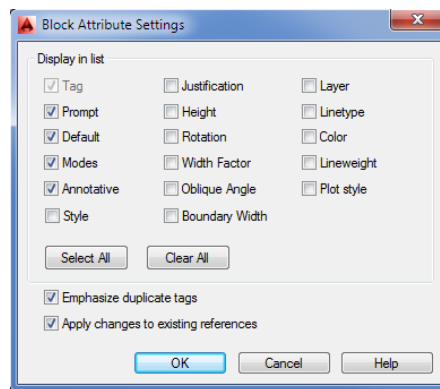 Block Attribute Settings
Display in list
Tag Justification Layer
Prompt Height Linetype
Default Rotation Color
Modes Width Factor Lineweight
Annotative Oblique Angle Plot style
Style Boundary Width
Select All Clear All
Emphasize duplicate tags
Apply changes to existing references
OK Cancel Help